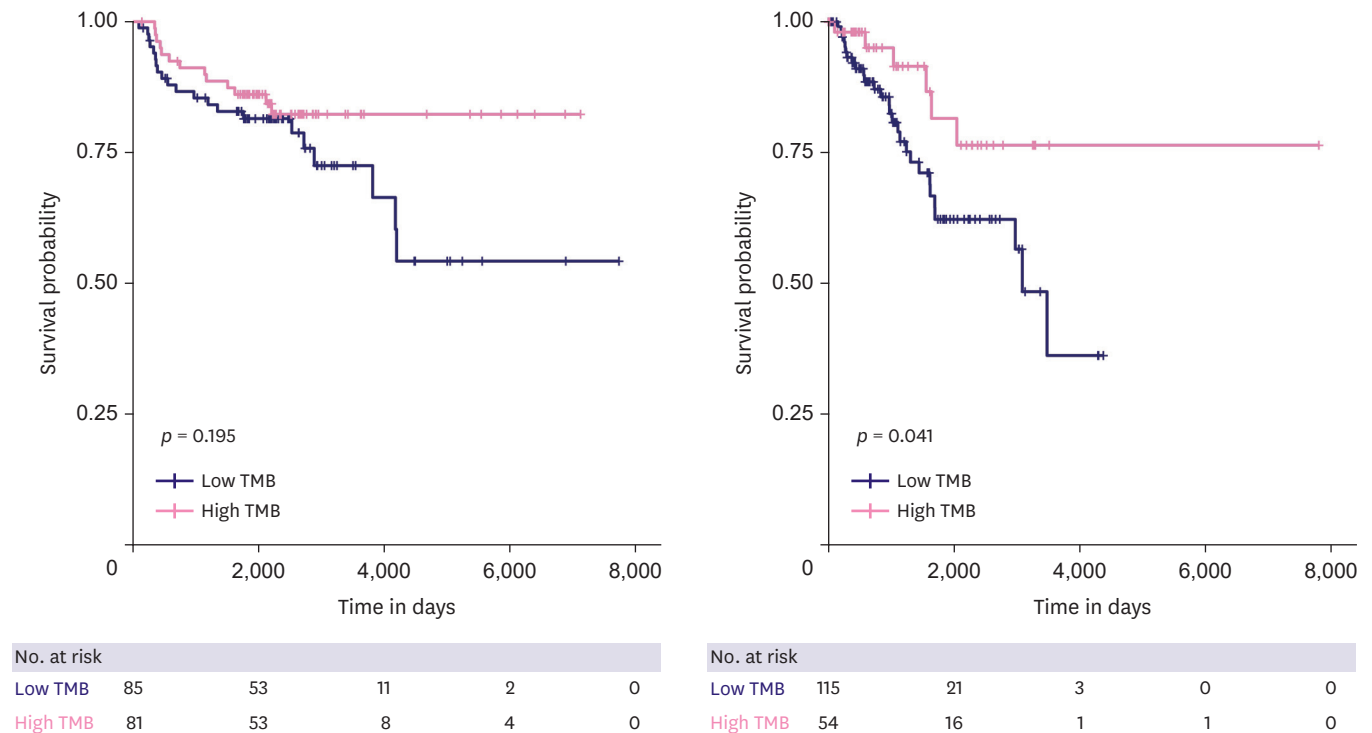 1.00
0.75
0.50
0.25
0
Survival probability
p = 0.195
Low TMB
High TMB
2,000 4,000 6,000 8,000
Time in days
No. at risk
Low TMB 85 53 11 2 0
High TMB 81 53 8 4 0
1.00
0.75
0.50
0.25
0
Survival probability
p = 0.041
Low TMB
High TMB
2,000 4,000 6,000 8,000
Time in days
No. at risk
Low TMB 115 21 3 0 0
High TMB 54 16 1 1 0